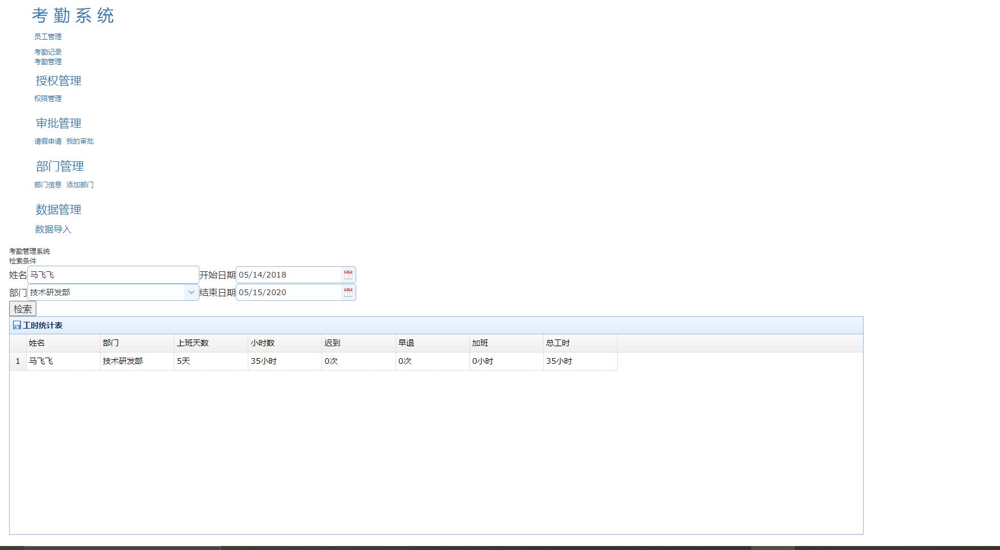 考勤系统
员工管理
考勤记录
考勤管理
授权管理
权限管理
审批管理
请假申请 我的审批
部门管理
部门信息 添加部门
数据管理
数据导入
考勤管理系统
检索条件
姓名 马飞飞 开始日期 05/14/2018
部门 技术研发部 结束日期 05/15/2020
检索
工时统计表
姓名 部门 上班天数 小时数 迟到 早退 加班 总工时
1 马飞飞 技术研发部 5天 35小时 0次 0次 0小时 35小时